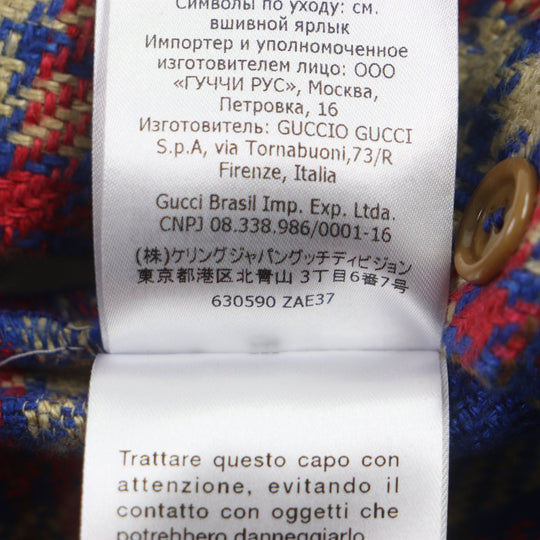 Символы по уходу: см.
вшивной ярлык
Импортер и уполномоченное
изготовителем лицо: ООО
«ГУЧЧИ РУС», Москва,
Петровка, 16
Изготовитель: GUCCIO GUCCI
S.p.A, via Tornabuoni,73/R
Firenze, Italia
Gucci Brasil Imp. Exp. Ltda.
CNPJ 08.338.986/0001-16
(株)ケリングジャパングッチディビジョン
東京都港区北青山 3丁目6番7号
630590 ZAE37
Trattare questo capo con
attenzione, evitando il
contatto con oggetti che
potrebbero danneggiarlo.